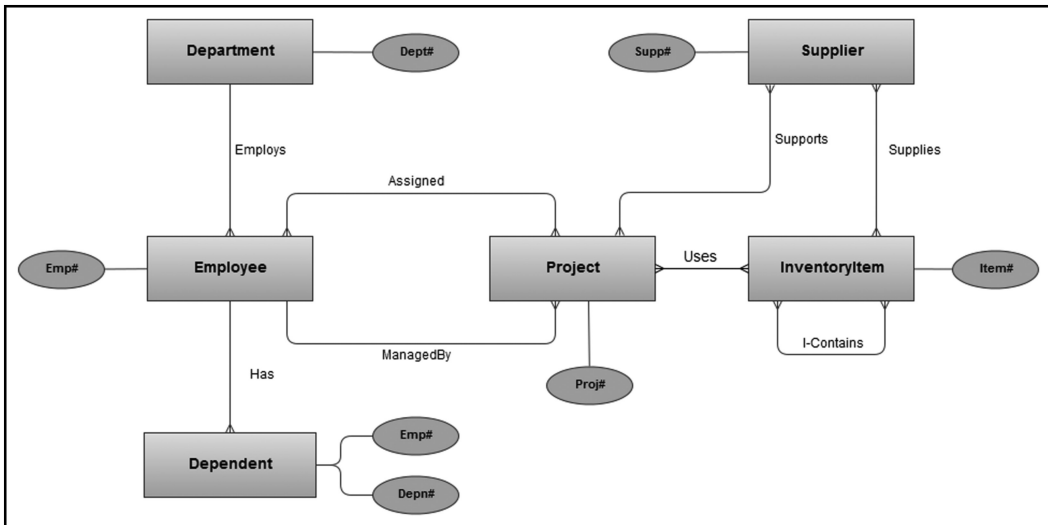 Department
Dept#
Supp#
Supplier
Employs
Supports
Supplies
Assigned
Emp#
Employee
Project
Uses
InventoryItem
Item#
ManagedBy
I-Contains
Has
Proj#
Emp#
Dependent
Depn#